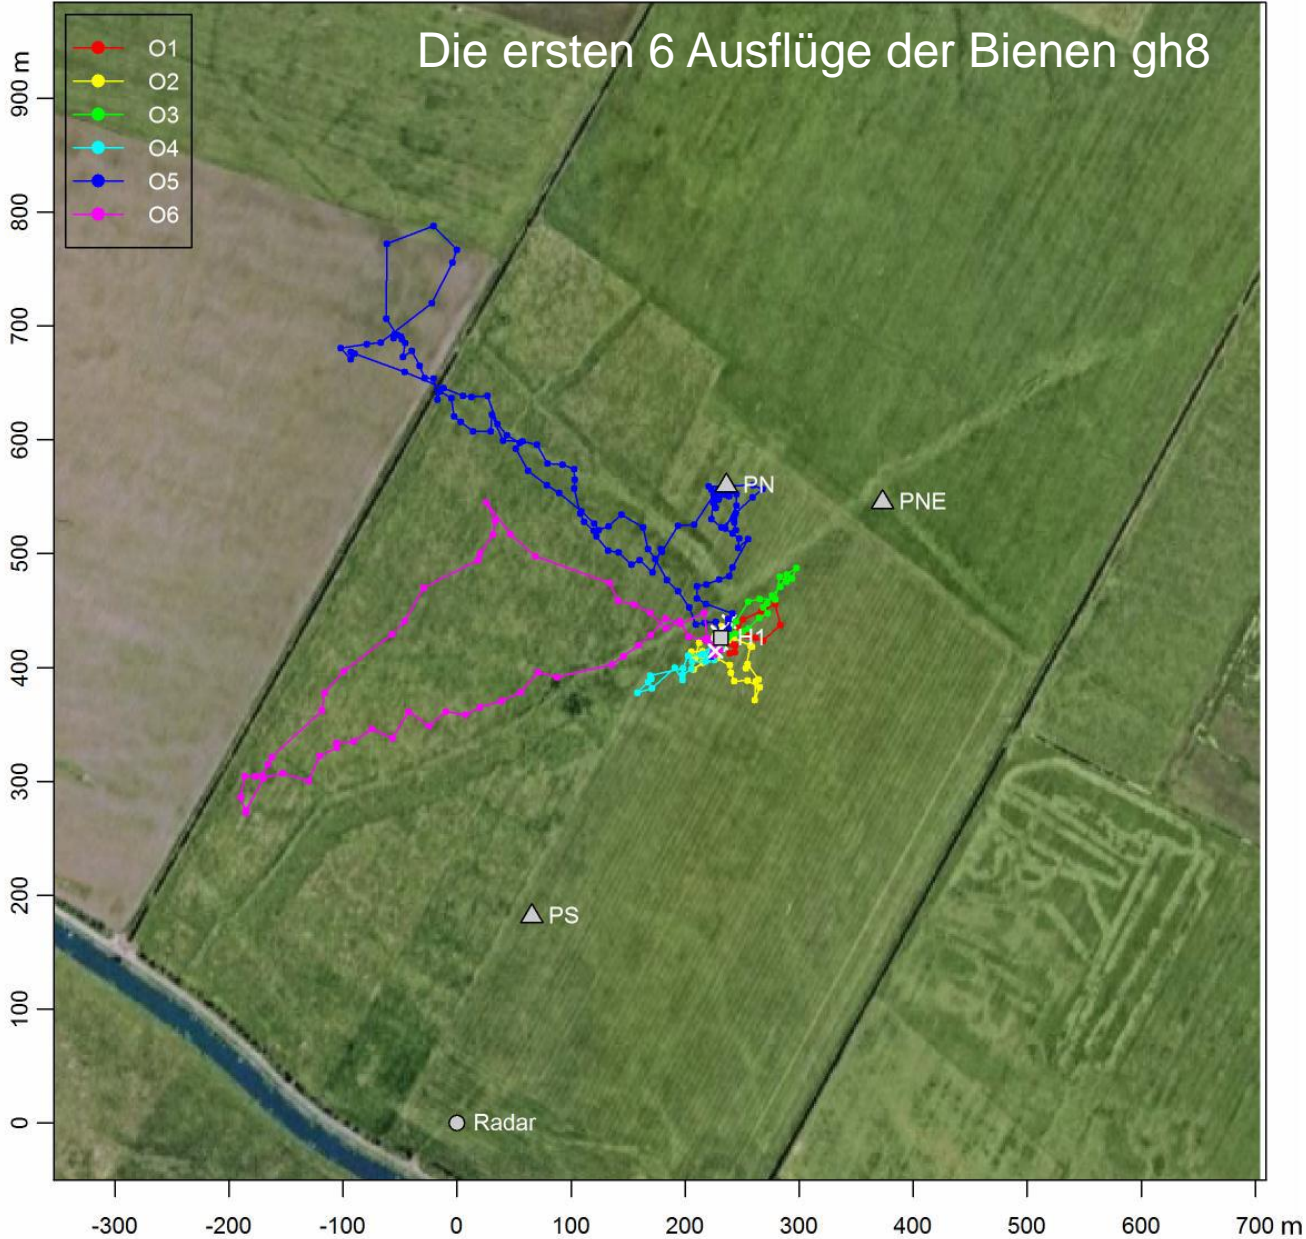 Die ersten 6 Ausflüge der Bienen gh8
O1
O2
O3
O4
O5
O6
900 m
800
700
600
500
400
300
200
100
0
PN
PNE
H1
PS
Radar
-300 -200 -100 0 100 200 300 400 500 600 700 m